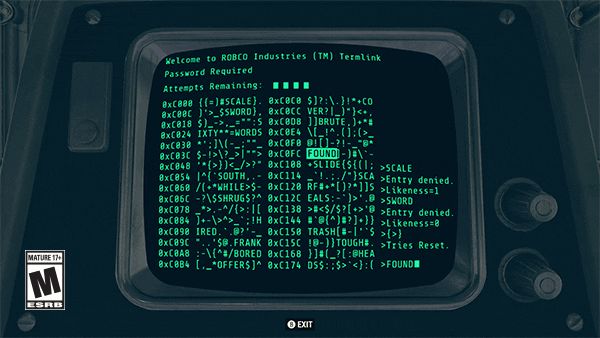 Welcome to ROBCO Industries (TM) Termlink
Password Required
Attempts Remaining: ■ ■ ■ ■
0xC000 {{=)#SCALE}. 0xC0C0 $]?:\.}!*+CO
0xC00C )'>_$SWORD}, 0xC0CC VER?|_)"}<-,
0xC018 $)_->,_="":S 0xC0D8 ]]BRUTE,]+*#
0xC024 IXTY**=WORDS 0xC0E4 \[_!^.(];(>_
0xC030 0xC0F0
0xC03C 0xC0FC FOUND
0xC048 0xC108 +SLIDE{${(|; >SCALE
0xC054 SOUTH 0xC114 }SCA >Entry denied.
0xC060 /(+*WHILE>$- 0xC120 RF#+*[)?*]]S >Likeness=1
0xC06C -?\$SHRUG$?^ 0xC12C EALS:-`)>',@ >SWORD
0xC078 0xC138 >Entry denied.
0xC084 0xC144 >Likeness=0
0xC090 IRED. 0xC150 TRASH[#-|''$ >{>}
0xC09C FRANK 0xC15C !@-)}TOUGH#. >Tries Reset.
0xC0A8 :-\{^#/BORED 0xC168 }]#(_?[:@HEA
0xC0B4 [,_*OFFER$]^ 0xC174 >FOUND■
MATURE 17+
M
ESRB
B EXIT